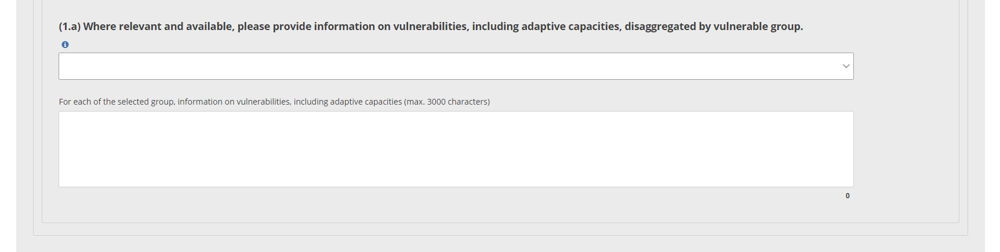 (1.a) Where relevant and available, please provide information on vulnerabilities, including adaptive capacities, disaggregated by vulnerable group.
For each of the selected group, information on vulnerabilities, including adaptive capacities (max. 3000 characters)
0